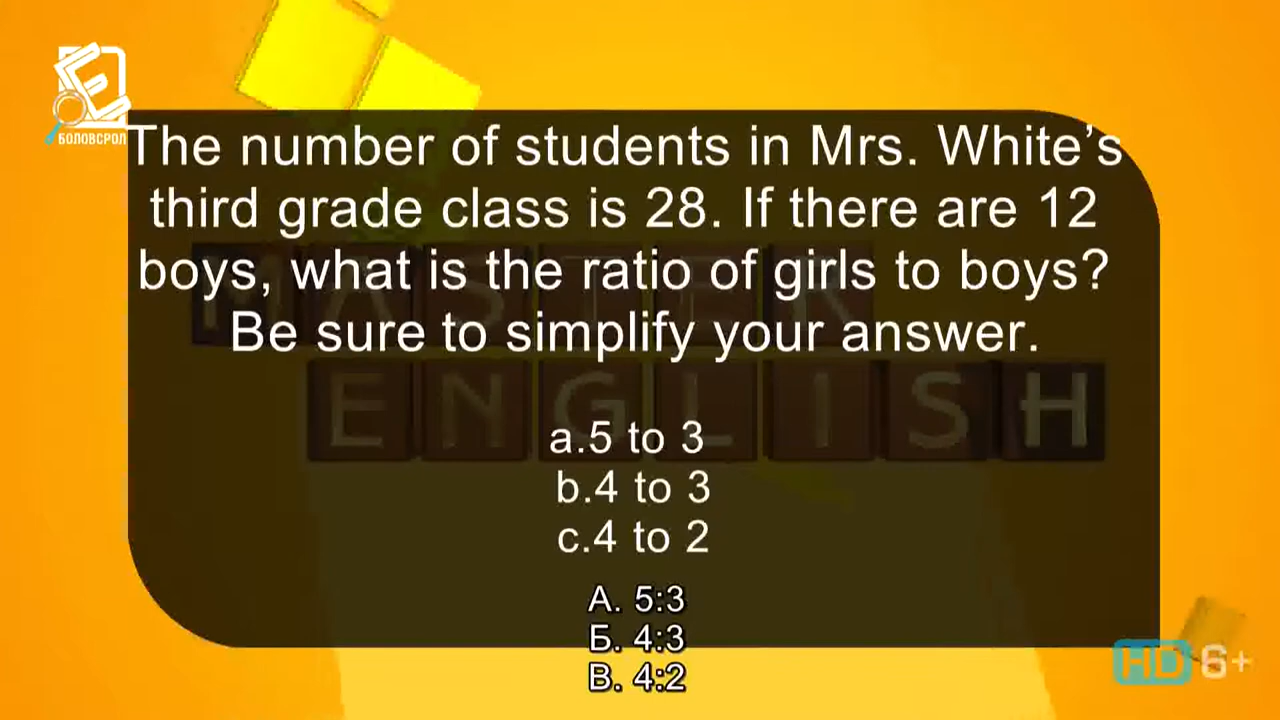 БОЛОВСРОЛ
The number of students in Mrs. White’s
third grade class is 28. If there are 12
boys, what is the ratio of girls to boys?
Be sure to simplify your answer.
MASTER
ENGLISH
a.5 to 3
b.4 to 3
c.4 to 2
А. 5:3
Б. 4:3
В. 4:2
HD 6+